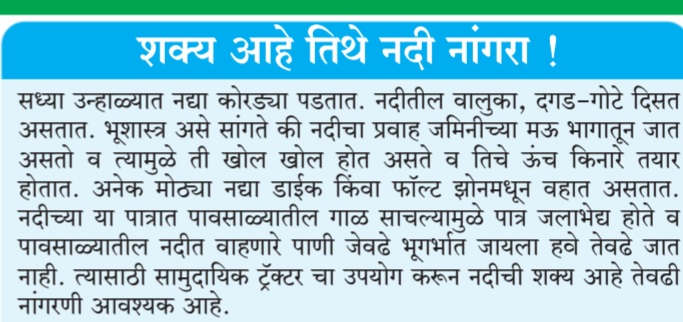 शक्य आहे तिथे नदी नांगरा !
सध्या उन्हाळ्यात नद्या कोरड्या पडतात. नदीतील वालुका, दगड-गोटे दिसत
असतात. भूशास्त्र असे सांगते की नदीचा प्रवाह जमिनीच्या मऊ भागातून जात
असतो व त्यामुळे ती खोल खोल होत असते व तिचे ऊंच किनारे तयार
होतात. अनेक मोठ्या नद्या डाईक किंवा फॉल्ट झोनमधून वहात असतात.
नदीच्या या पात्रात पावसाळ्यातील गाळ साचल्यामुळे पात्र जलाभेद्य होते व
पावसाळ्यातील नदीत वाहणारे पाणी जेवढे भूगर्भात जायला हवे तेवढे जात
नाही. त्यासाठी सामुदायिक ट्रॅक्टर चा उपयोग करून नदीची शक्य आहे तेवढी
नांगरणी आवश्यक आहे.